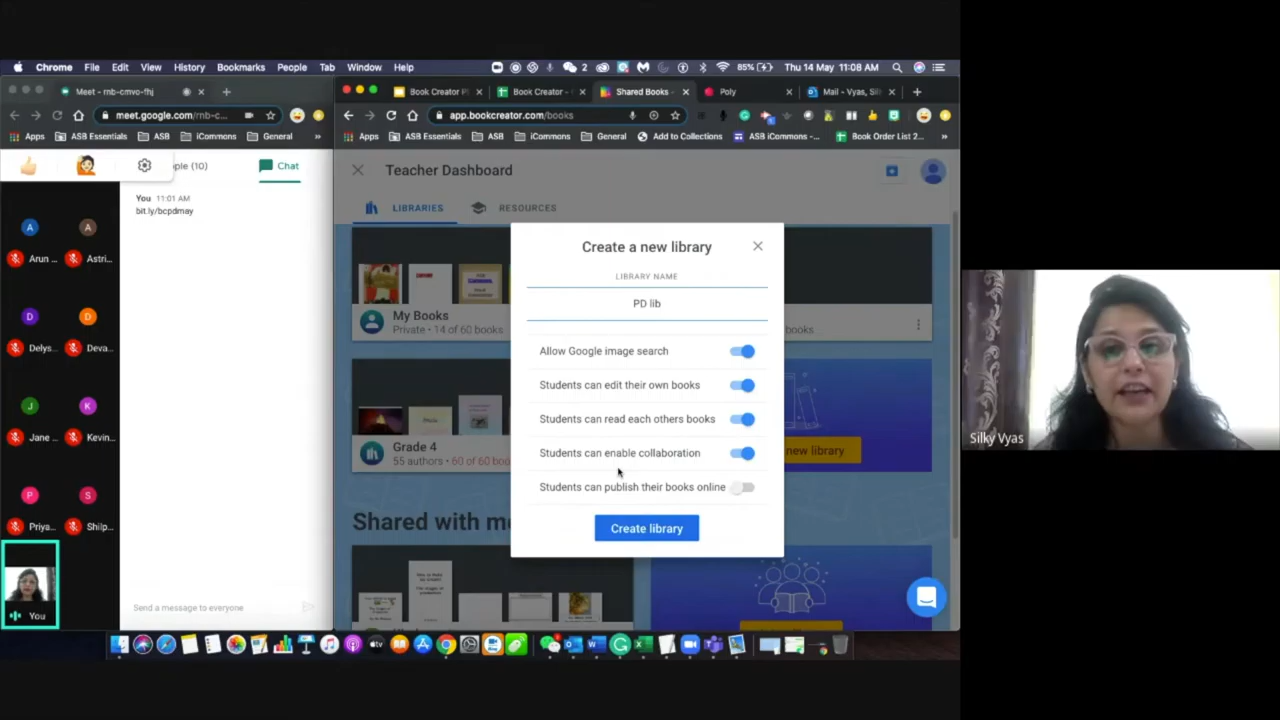 Chrome File Edit View History Bookmarks People Tab Window Help
2 85% Thu 14 May 11:08 AM
Meet - rnb-cmvo-fhj
meet.google.com/rnb-c...
Apps ASB Essentials ASB iCommons General »
ple (10) Chat
You 11:01 AM
bit.ly/bcpdmay
A A
Arun ... Astri...
D D
Delys... Deva...
J K
Jane ... Kevin...
P S
Priya... Shilp...
You
Send a message to everyone
Book Creator P Book Creator - Shared Books - Poly Mail - Vyas, Sil
app.bookcreator.com/books
Apps ASB Essentials ASB iCommons General Add to Collections ASB iCommons -... Book Order List 2... »
Teacher Dashboard
LIBRARIES RESOURCES
My Books
Private • 14 of 60 books
books
Grade 4
55 authors • 60 of 60 boo
new library
Shared with m
Create a new library
LIBRARY NAME
PD lib
Allow Google image search
Students can edit their own books
Students can read each others books
Students can enable collaboration
Students can publish their books online
Create library
Silky Vyas